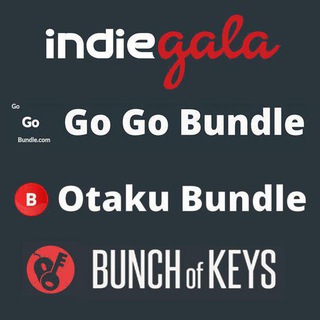 indiegala
Go
Go
Bundle.com
Go Go Bundle
B
Otaku Bundle
BUNCH of KEYS